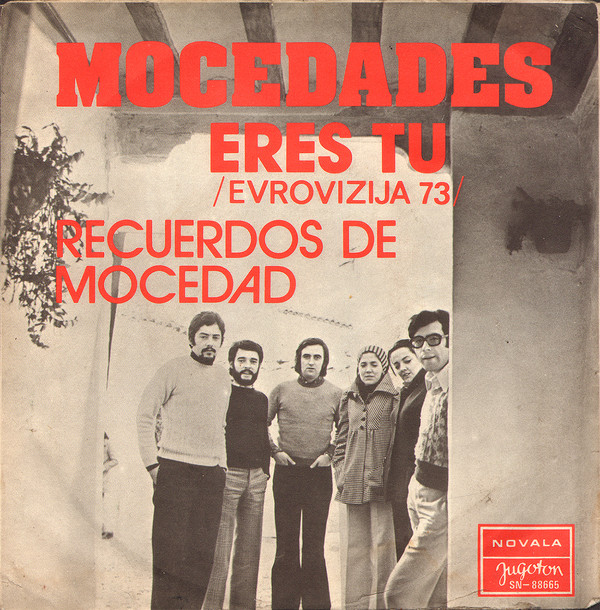 MOCEDADES
ERES TU
/EVROVIZIJA 73/
RECUERDOS DE
MOCEDAD
NOVALA
Jugoton
SN-88665